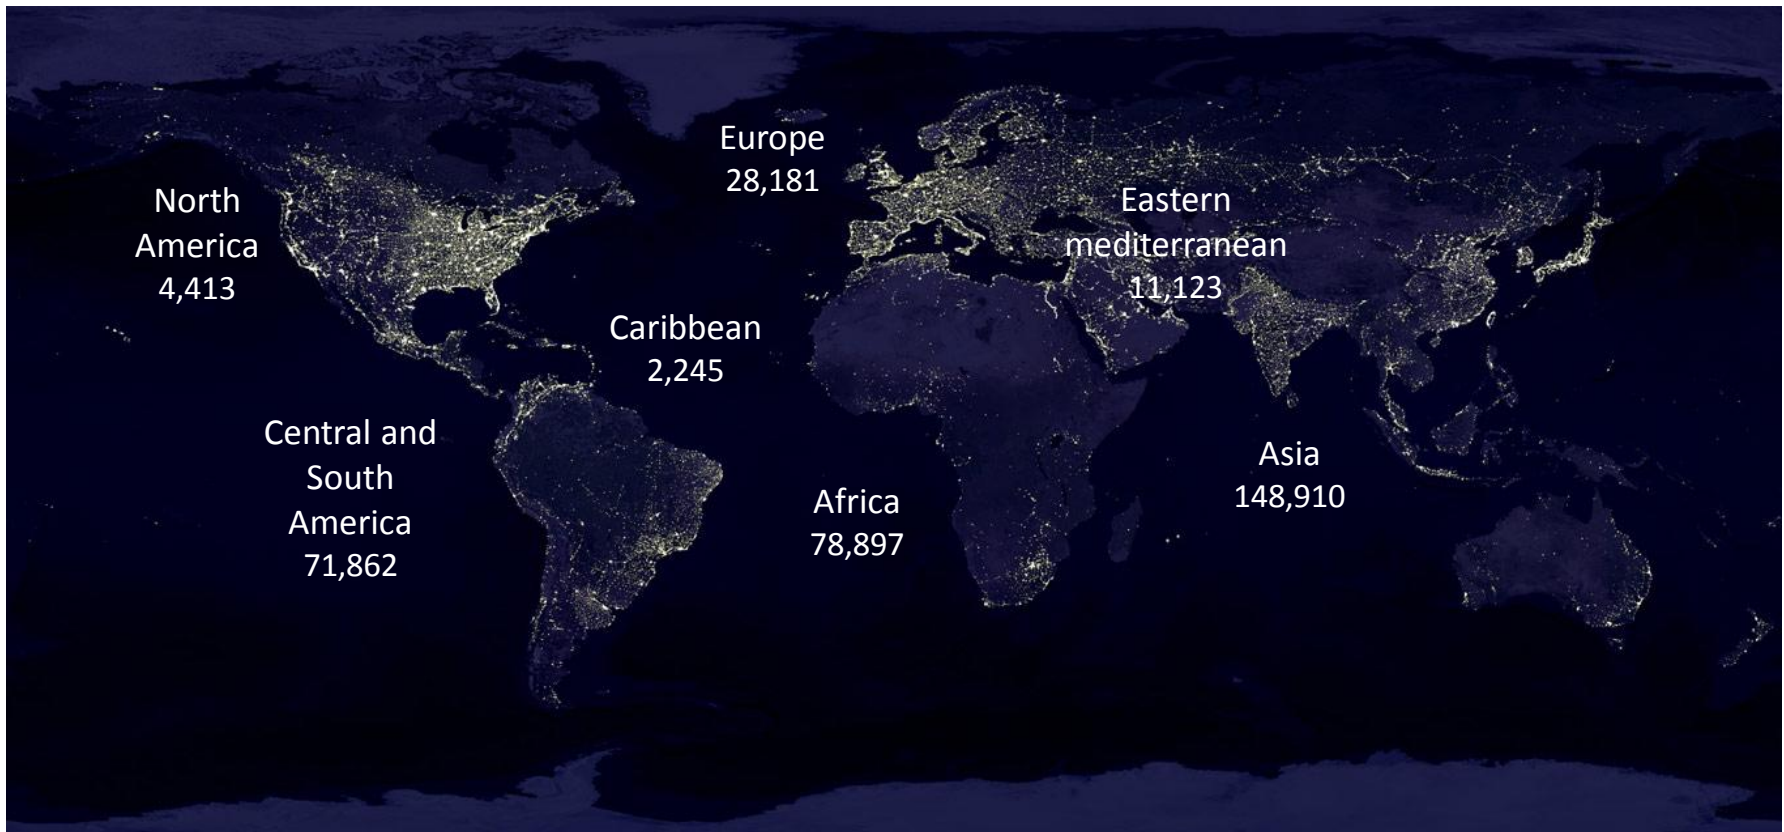 Europe
28,181
North
America
4,413
Eastern
mediterranean
11,123
Caribbean
2,245
Central and
South
America
71,862
Asia
148,910
Africa
78,897